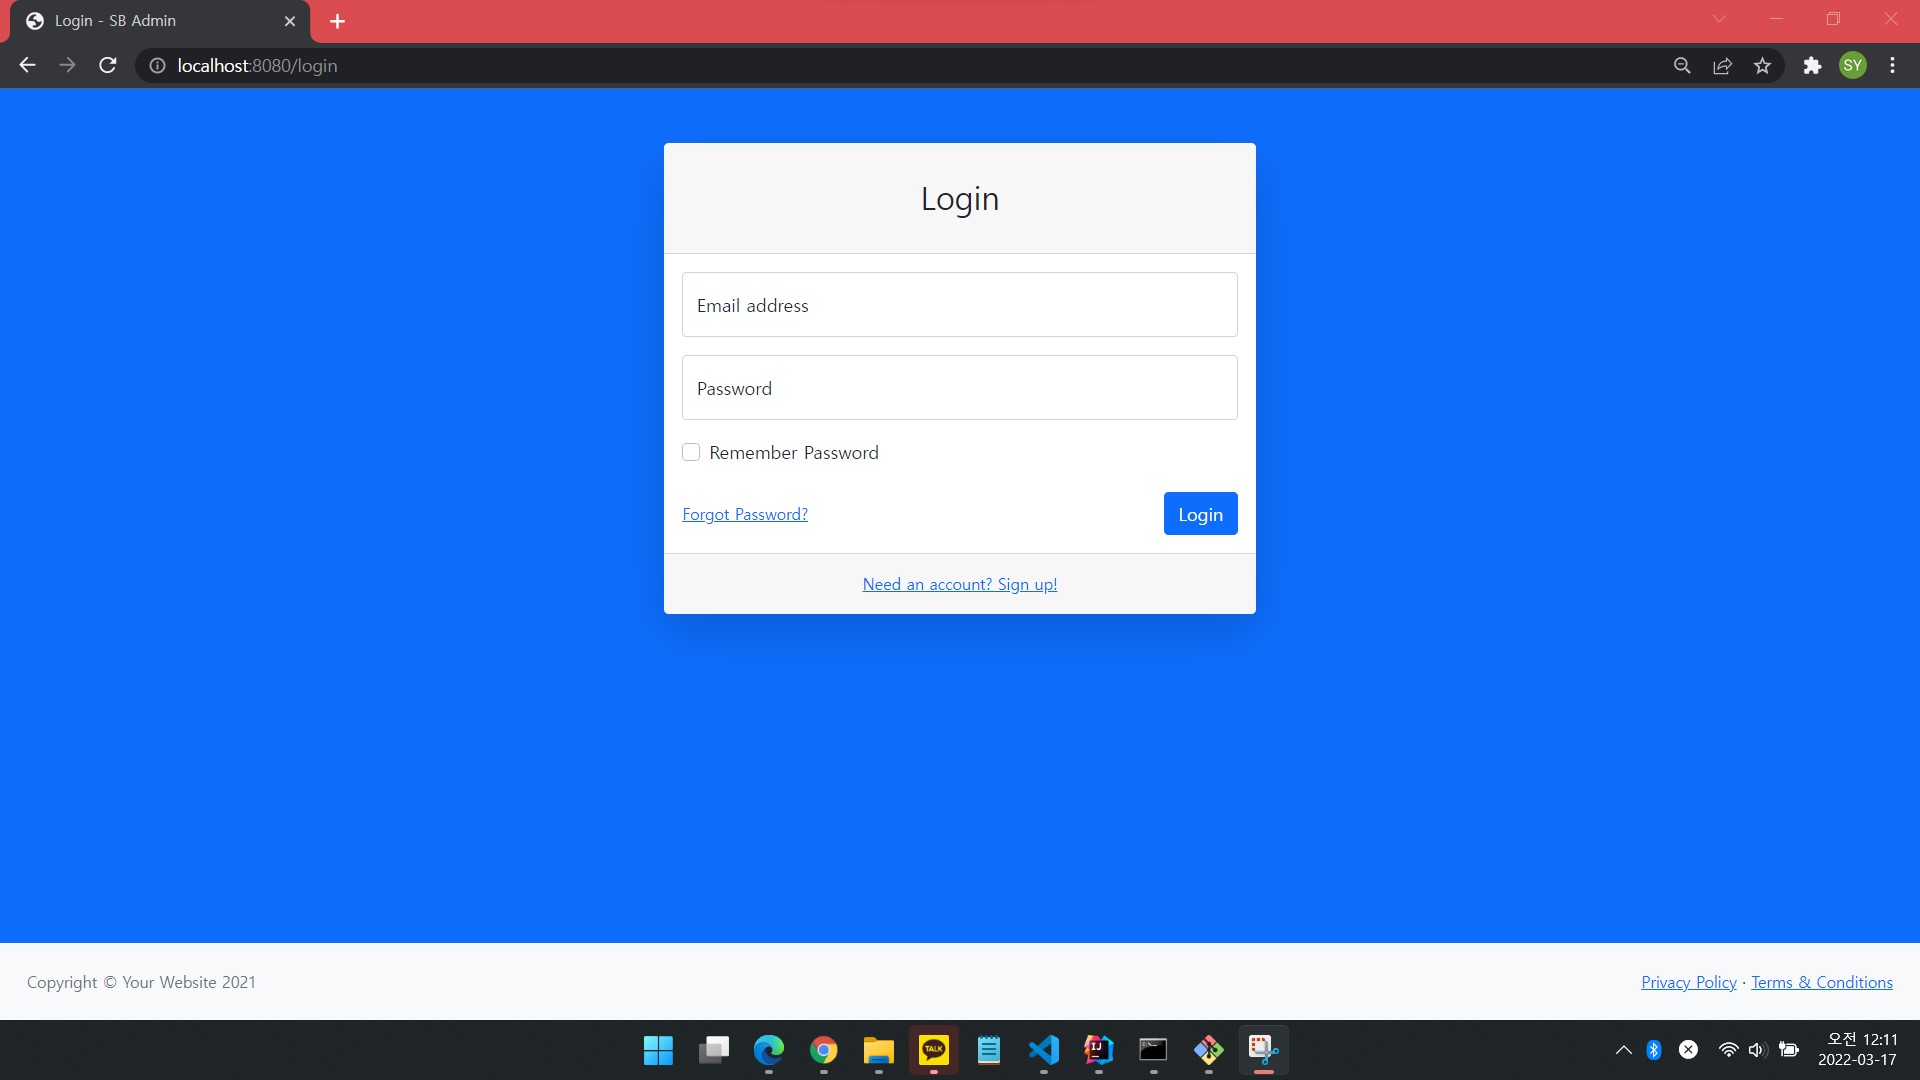 Login - SB Admin
localhost:8080/login
SY
Login
Email address
Password
Remember Password
Forgot Password?
Login
Need an account? Sign up!
Copyright © Your Website 2021
Privacy Policy · Terms & Conditions
TALK
IJ
오전 12:11
2022-03-17